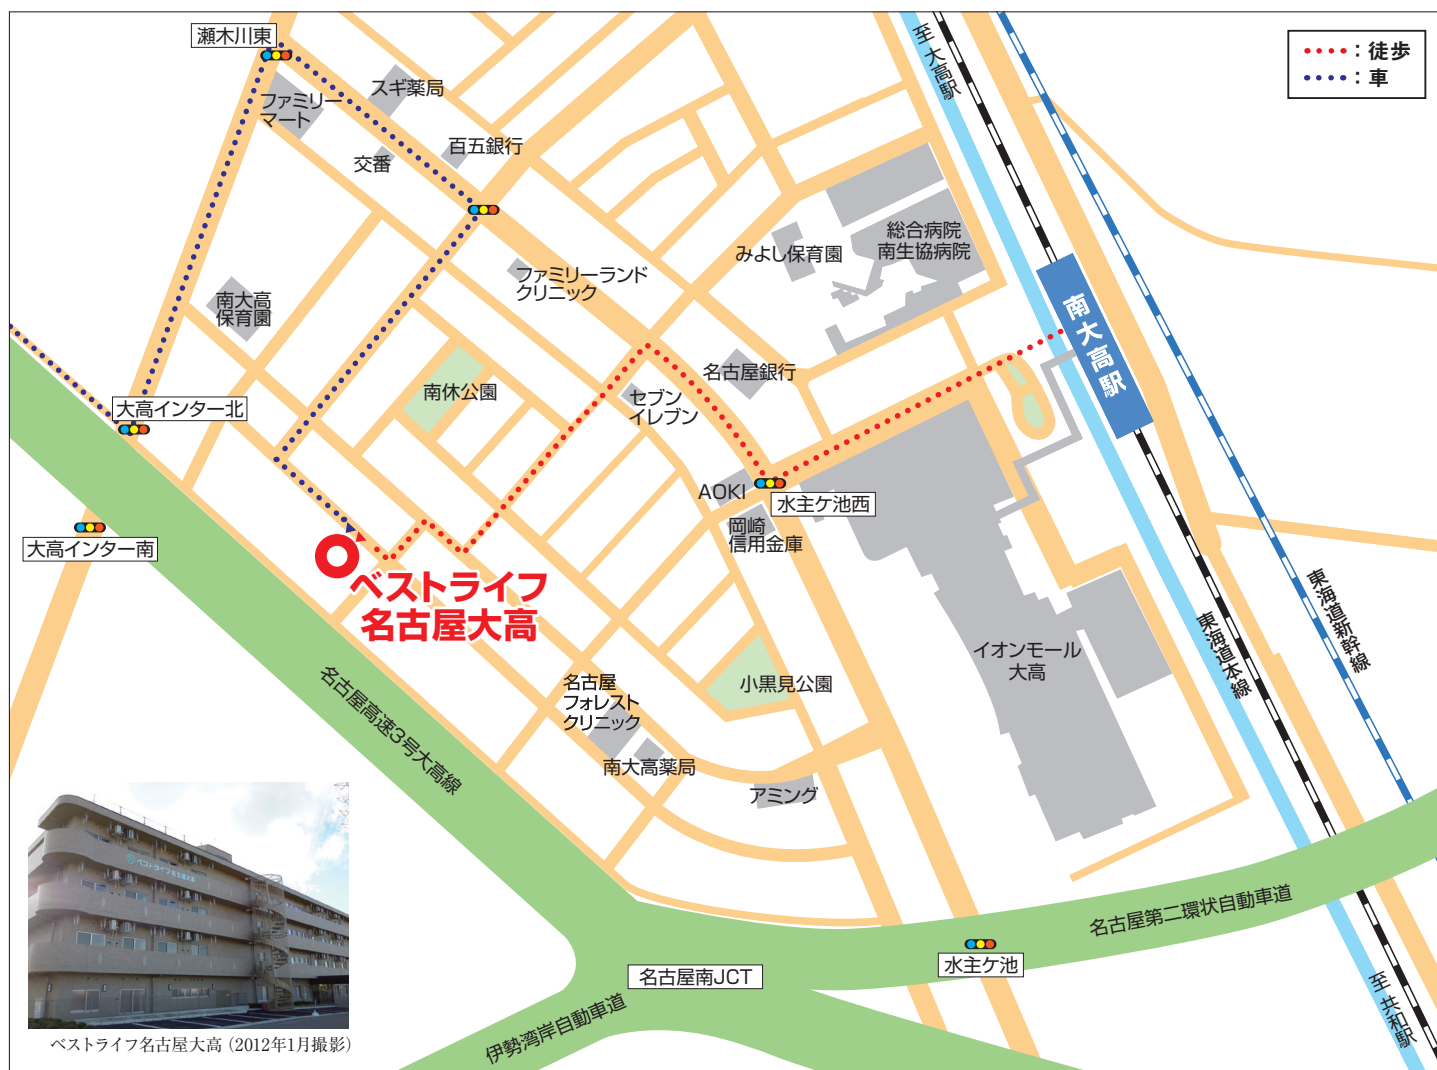 瀬木川東
：徒歩
：車
至大高駅
スギ薬局
ファミリー
マート
百五銀行
交番
総合病院
南生協病院
みよし保育園
ファミリーランド
クリニック
南大高
保育園
南大高駅
名古屋銀行
南休公園
セブン
イレブン
大高インター北
AOKI
水主ケ池西
岡崎
信用金庫
大高インター南
ベストライフ
名古屋大高
東海道新幹線
東海道本線
イオンモール
大高
小黒見公園
名古屋
フォレスト
クリニック
名古屋高速3号大高線
南大高薬局
アミング
ベストライフ名古屋大高
名古屋第二環状自動車道
水主ケ池
名古屋南JCT
至共和駅
伊勢湾岸自動車道
ベストライフ名古屋大高（2012年1月撮影）